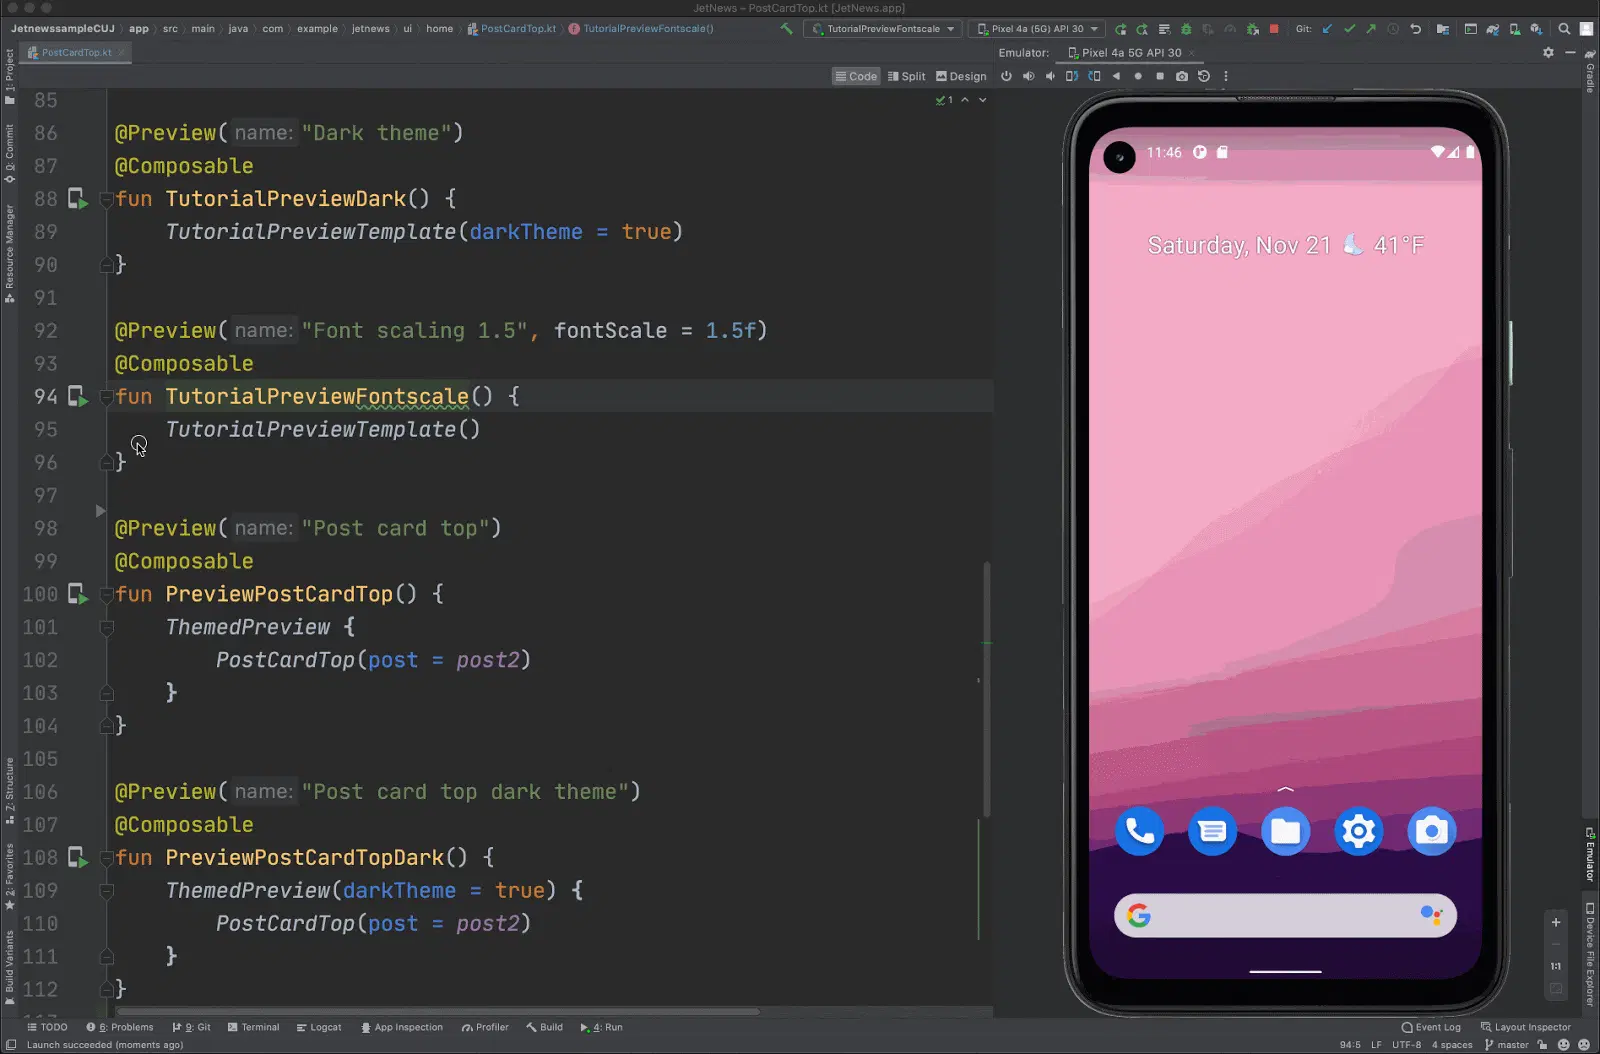 JetNews – PostCardTop.kt [JetNews.app]
JetnewssampleCUJ app src main java com example jetnews ui home PostCardTop.kt TutorialPreviewFontscale()
TutorialPreviewFontscale Pixel 4a (5G) API 30 Git:
PostCardTop.kt
Emulator: Pixel 4a 5G API 30
Code Split Design
1
85
86 @Preview( name: "Dark theme")
87 @Composable
88 fun TutorialPreviewDark() {
89 TutorialPreviewTemplate(darkTheme = true)
90 }
91
92 @Preview( name: "Font scaling 1.5", fontScale = 1.5f)
93 @Composable
94 fun TutorialPreviewFontscale() {
95 TutorialPreviewTemplate()
96 }
97
98 @Preview( name: "Post card top")
99 @Composable
100 fun PreviewPostCardTop() {
101 ThemedPreview {
102 PostCardTop(post = post2)
103 }
104 }
105
106 @Preview( name: "Post card top dark theme")
107 @Composable
108 fun PreviewPostCardTopDark() {
109 ThemedPreview(darkTheme = true) {
110 PostCardTop(post = post2)
111 }
112 }
11:46
Saturday, Nov 21 41°F
G
1: Project
0: Commit
Resource Manager
7: Structure
2: Favorites
Build Variants
Gradle
Emulator
Device File Explorer
1:1
TODO 6: Problems 9: Git Terminal Logcat App Inspection Profiler Build 4: Run Event Log Layout Inspector
Launch succeeded (moments ago) 94:5 LF UTF-8 4 spaces master